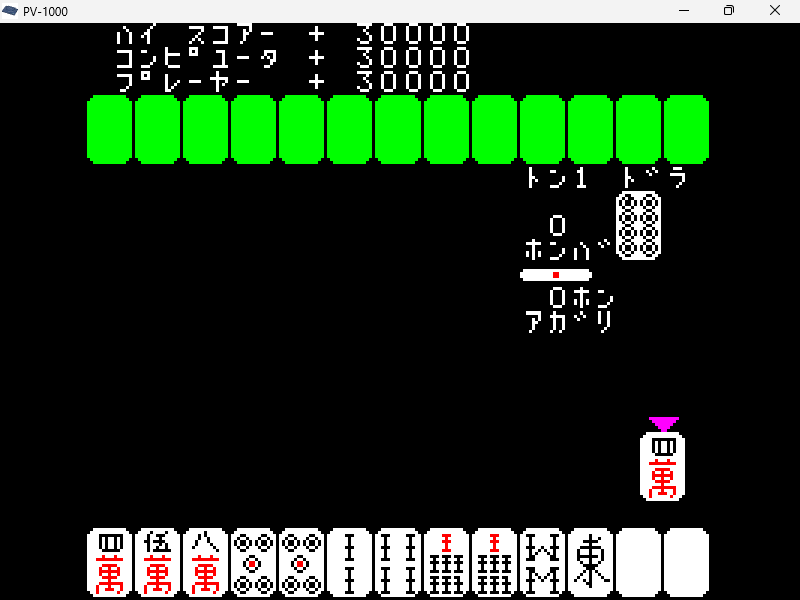 PV-1000
ハイ スコアー + 30000
コンピュータ + 30000
プレーヤー + 30000
トン1 ドラ
0
ホンバ
0ホン
アガリ
四萬
四萬 伍萬 八萬 東